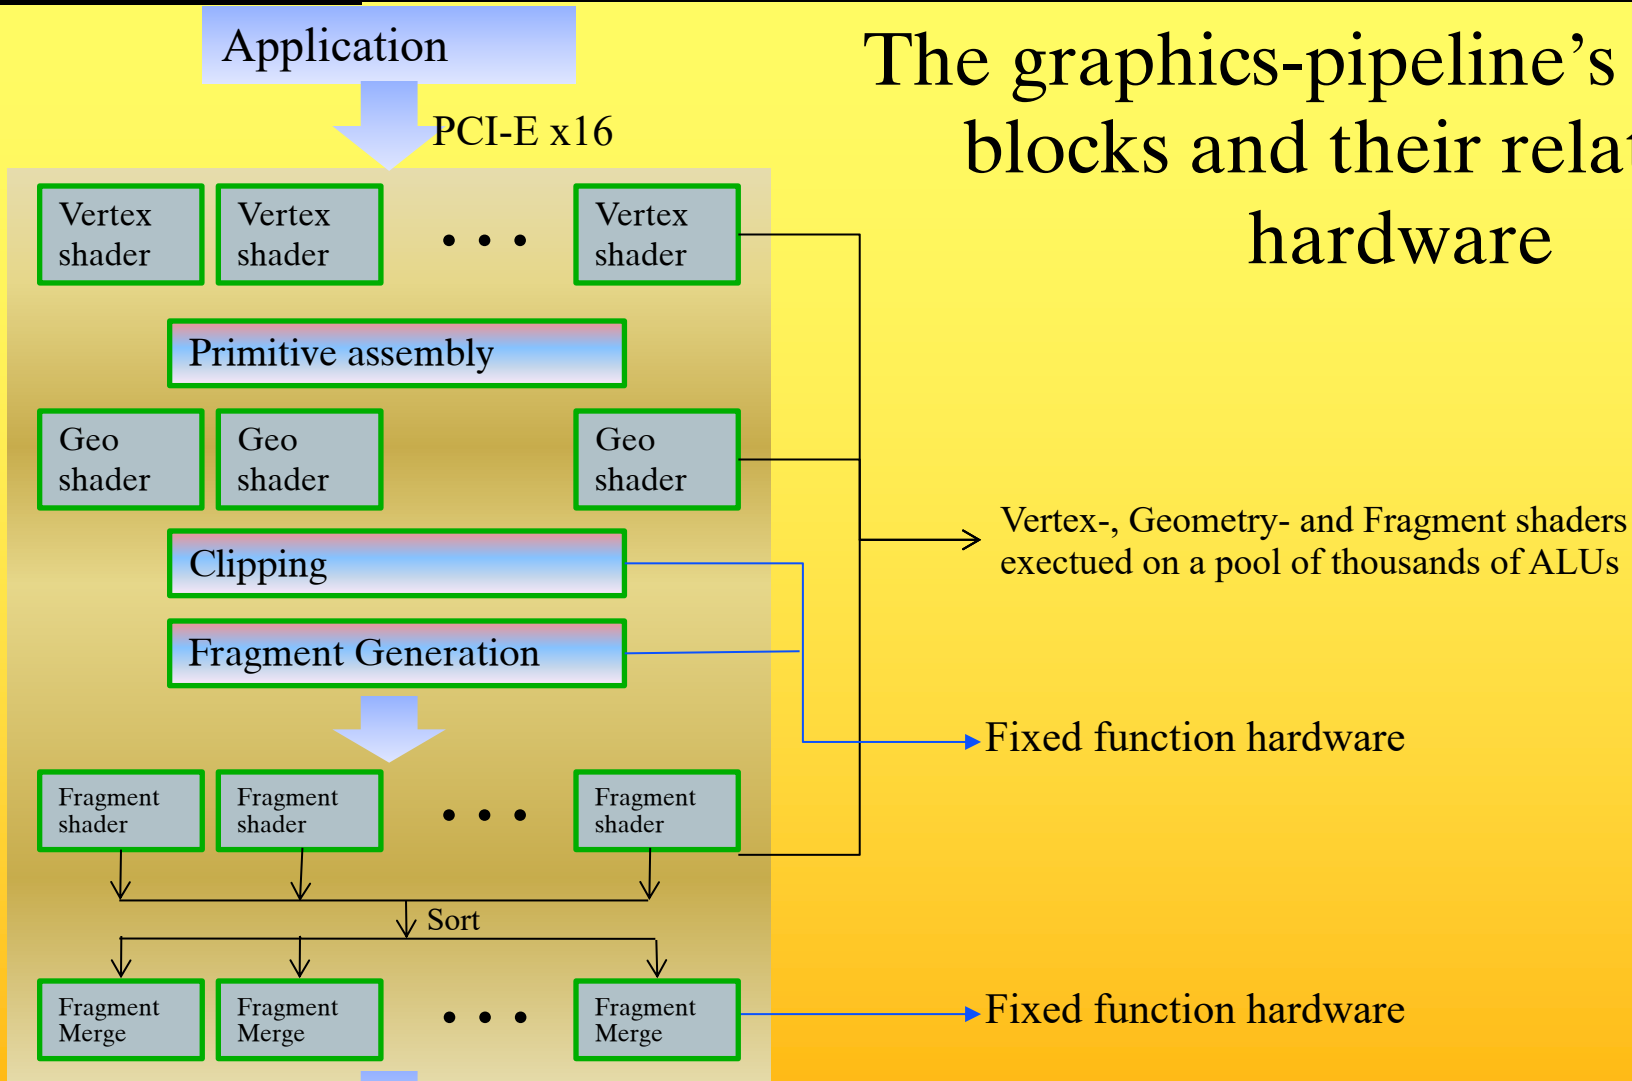 Application
The graphics-pipeline's
blocks and their
hardware
PCI-E x16
Vertex
shader
Vertex
shader
• • •
Vertex
shader
Primitive assembly
Geo
shader
Geo
shader
Geo
shader
Clipping
Vertex-, Geometry- and Fragment shaders
exectued on a pool of thousands of ALUs
Fragment Generation
Fixed function hardware
Fragment
shader
Fragment
shader
• • •
Fragment
shader
Sort
Fragment
Merge
Fragment
Merge
• • •
Fragment
Merge
Fixed function hardware